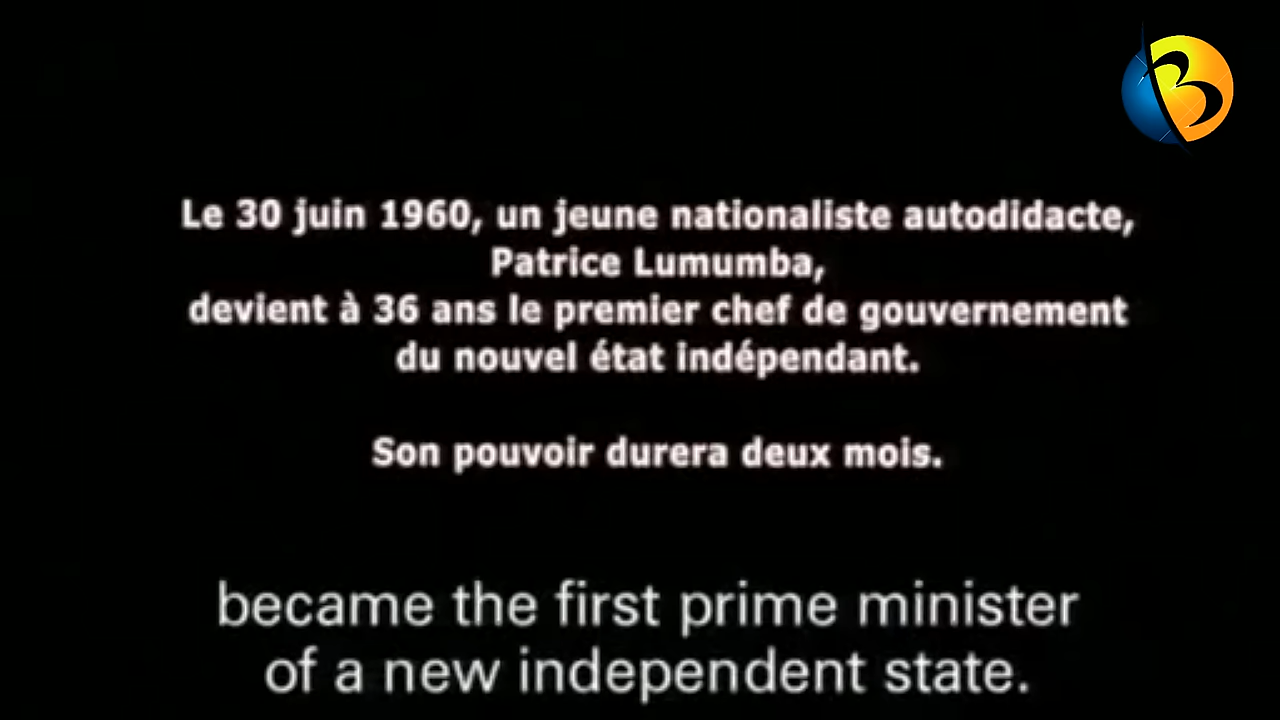 Le 30 juin 1960, un jeune nationaliste autodidacte,
Patrice Lumumba,
devient à 36 ans le premier chef de gouvernement
du nouvel état indépendant.
Son pouvoir durera deux mois.
became the first prime minister
of a new independent state.